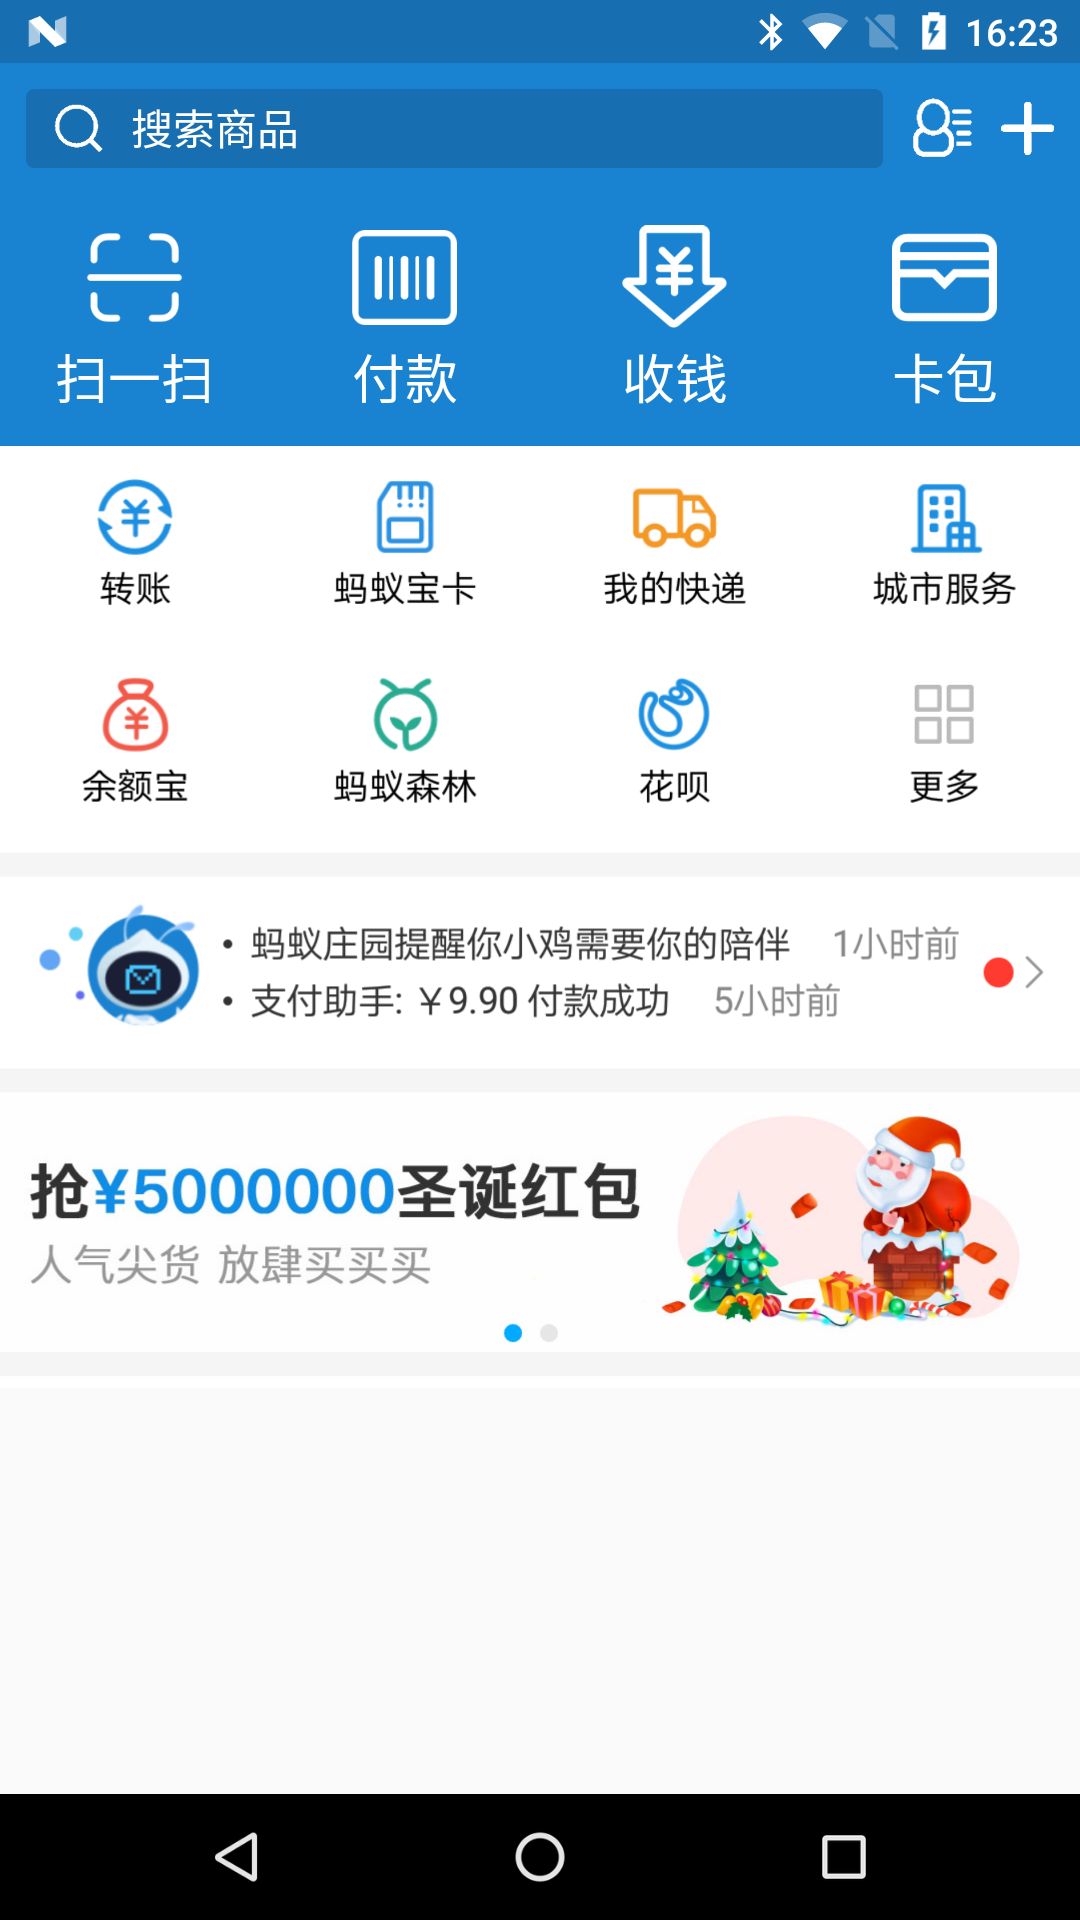 16:23
搜索商品
扫一扫 付款 收钱 卡包
转账 蚂蚁宝卡 我的快递 城市服务
余额宝 蚂蚁森林 花呗 更多
• 蚂蚁庄园提醒你小鸡需要你的陪伴 1小时前
• 支付助手: ￥9.90 付款成功 5小时前
抢¥5000000圣诞红包
人气尖货 放肆买买买